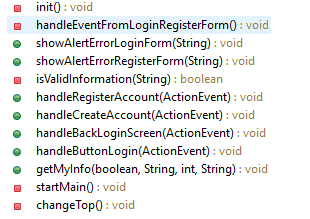 init() : void
handleEventFromLoginRegisterForm() : void
showAlertErrorLoginForm(String) : void
showAlertErrorRegisterForm(String) : void
isValidInformation(String) : boolean
handleRegisterAccount(ActionEvent) : void
handleCreateAccount(ActionEvent) : void
handleBackLoginScreen(ActionEvent) : void
handleButtonLogin(ActionEvent) : void
getMyInfo(boolean, String, int, String) : void
startMain() : void
changeTop() : void